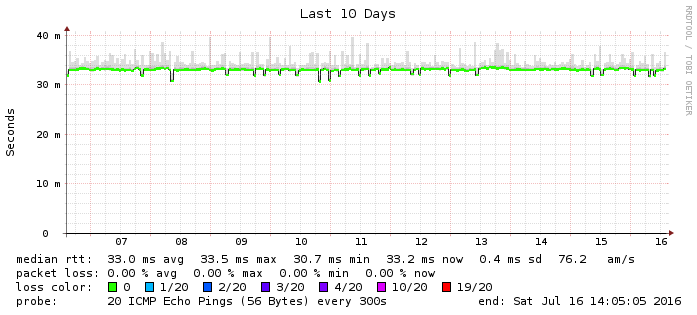 Last 10 Days
RRDTOOL / TOBI OETIKER
Seconds
40 m
30 m
20 m
10 m
0
07 08 09 10 11 12 13 14 15 16
median rtt: 33.0 ms avg 33.5 ms max 30.7 ms min 33.2 ms now 0.4 ms sd 76.2 am/s
packet loss: 0.00 % avg 0.00 % max 0.00 % min 0.00 % now
loss color: 0 1/20 2/20 3/20 4/20 10/20 19/20
probe: 20 ICMP Echo Pings (56 Bytes) every 300s end: Sat Jul 16 14:05:05 2016